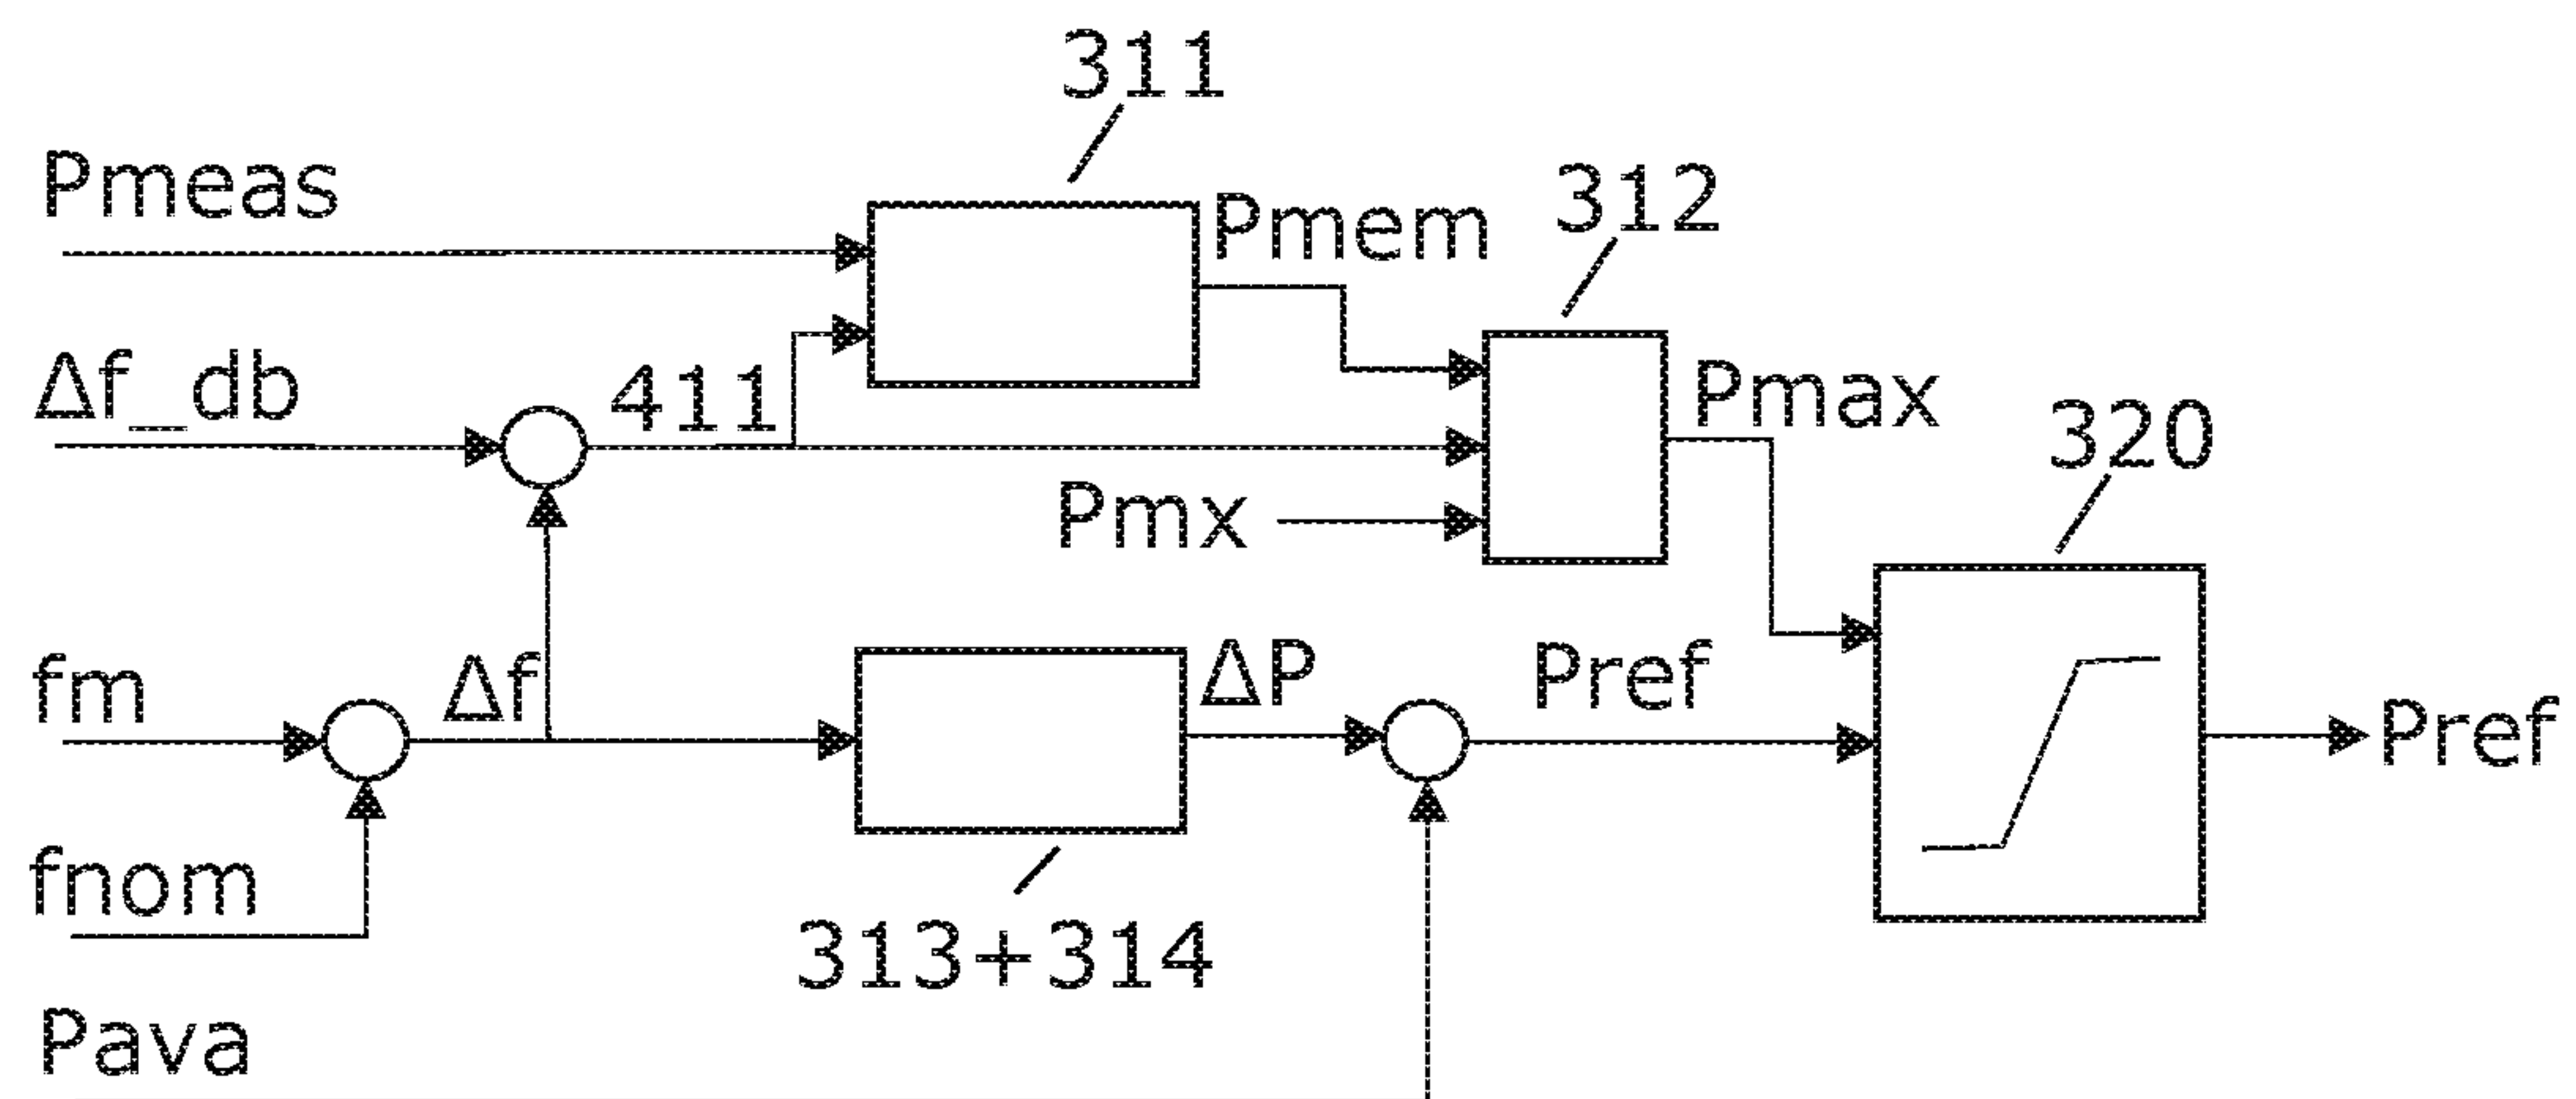 311
Pmeas
Pmem
312
Δf_db
411
Pmax
320
Pmx
fm
Δf
ΔP
Pref
Pref
fnom
313+314
Pava